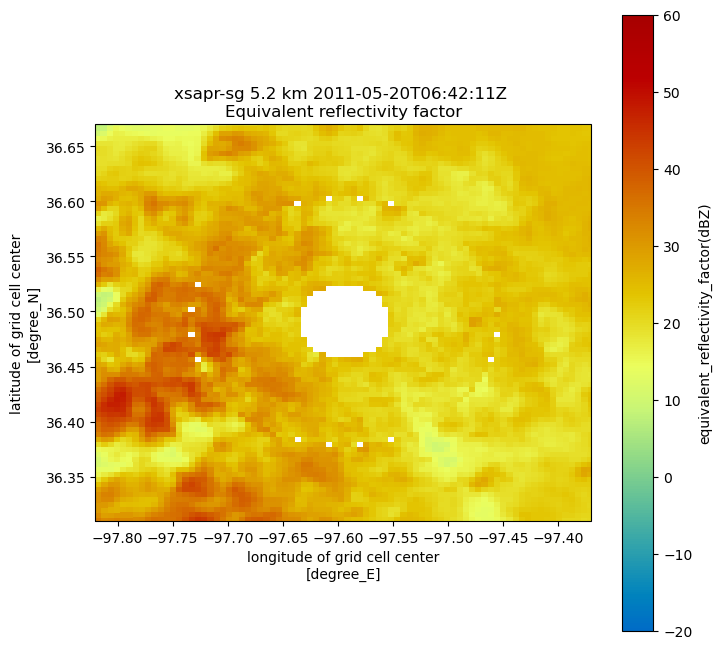 xsapr-sg 5.2 km 2011-05-20T06:42:11Z
Equivalent reflectivity factor
36.65
36.60
36.55
36.50
36.45
36.40
36.35
latitude of grid cell center
[degree_N]
−97.80 −97.75 −97.70 −97.65 −97.60 −97.55 −97.50 −97.45 −97.40
longitude of grid cell center
[degree_E]
60
50
40
30
20
10
0
−10
−20
equivalent_reflectivity_factor(dBZ)